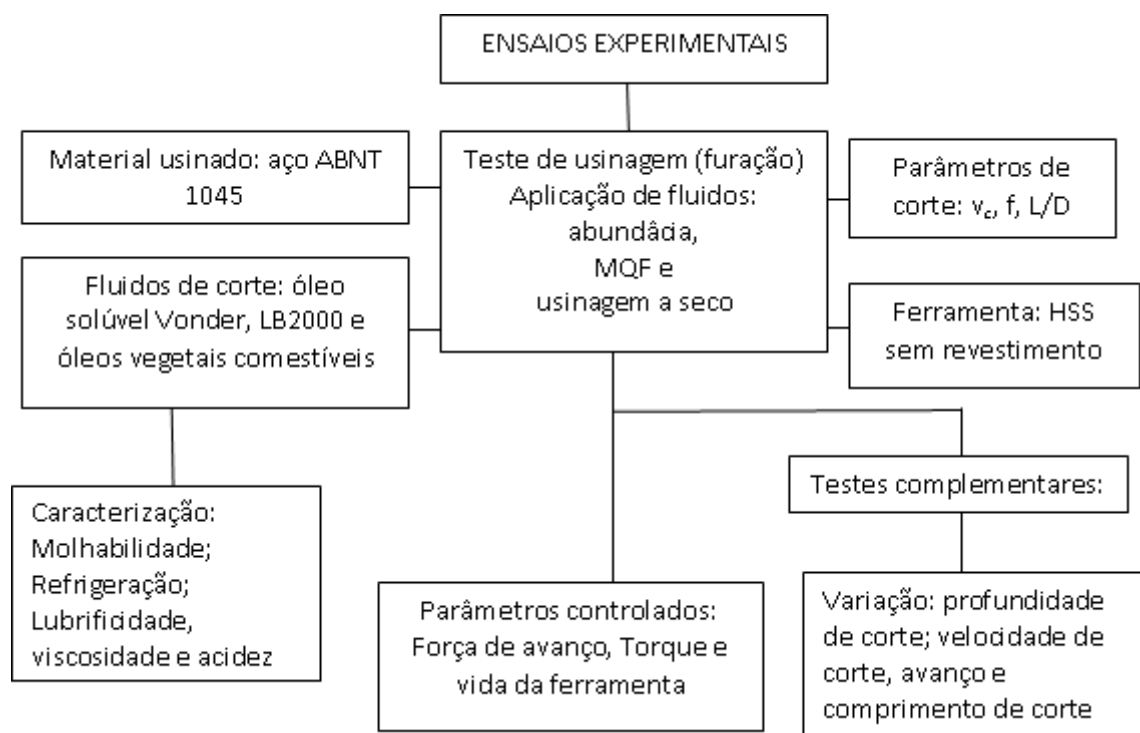 ENSAIOS EXPERIMENTAIS
Material usinado: aço ABNT
1045
Teste de usinagem (furação)
Aplicação de fluidos:
abundâcia,
MQF e
usinagem a seco
Parâmetros de
corte: vc, f, L/D
Fluidos de corte: óleo
solúvel Vonder, LB2000 e
óleos vegetais comestíveis
Ferramenta: HSS
sem revestimento
Caracterização:
Molhabilidade;
Refrigeração;
Lubrificidade,
viscosidade e acidez
Parâmetros controlados:
Força de avanço, Torque e
vida da ferramenta
Testes complementares:
Variação: profundidade
de corte; velocidade de
corte, avanço e
comprimento de corte